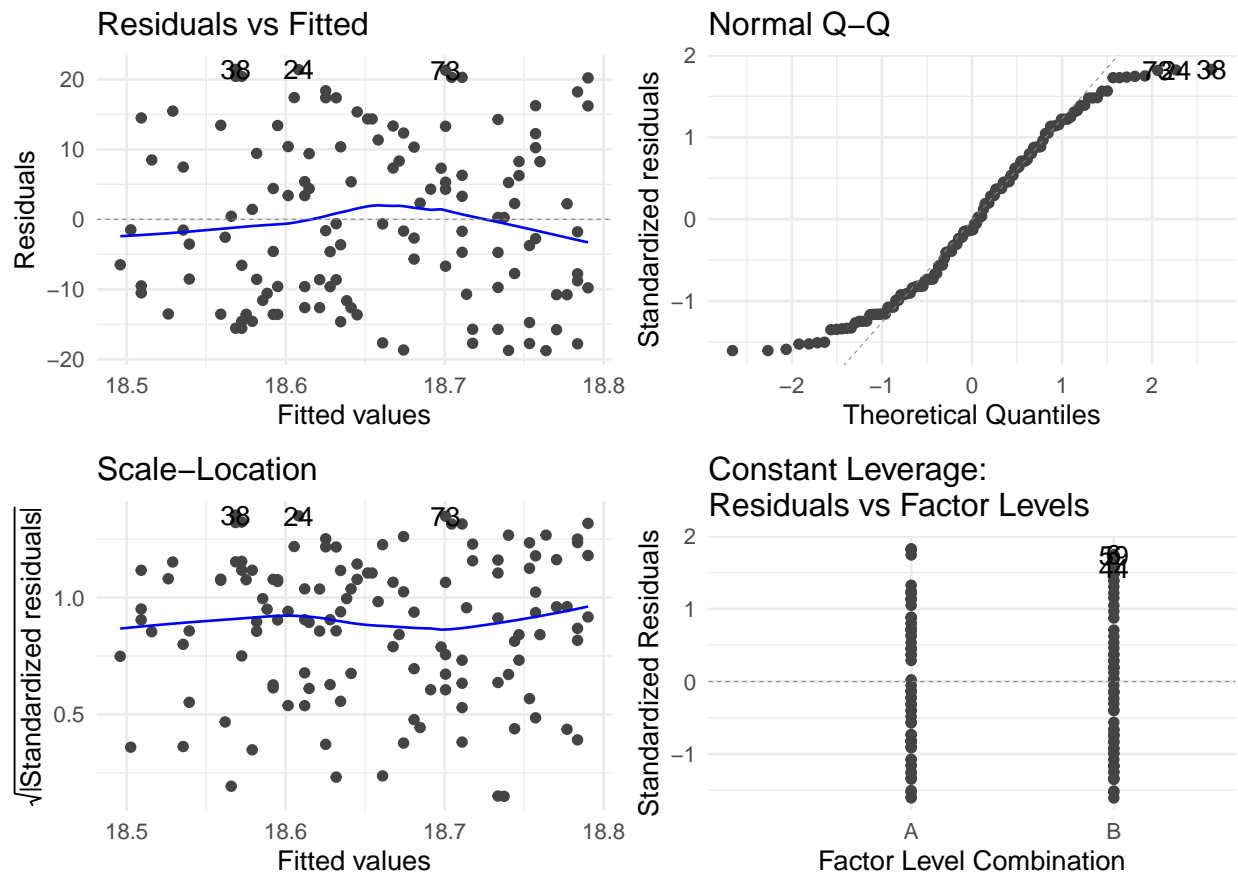 Residuals vs Fitted
38
24
73
20
10
0
−10
−20
Residuals
18.5
18.6
18.7
18.8
Fitted values
Normal Q−Q
73
24
38
2
1
0
−1
Standardized residuals
−2
−1
0
1
2
Theoretical Quantiles
Scale−Location
38
24
73
1.0
0.5
√|Standardized residuals|
18.5
18.6
18.7
18.8
Fitted values
Constant Leverage:
Residuals vs Factor Levels
44
2
1
0
−1
Standardized Residuals
A
B
Factor Level Combination